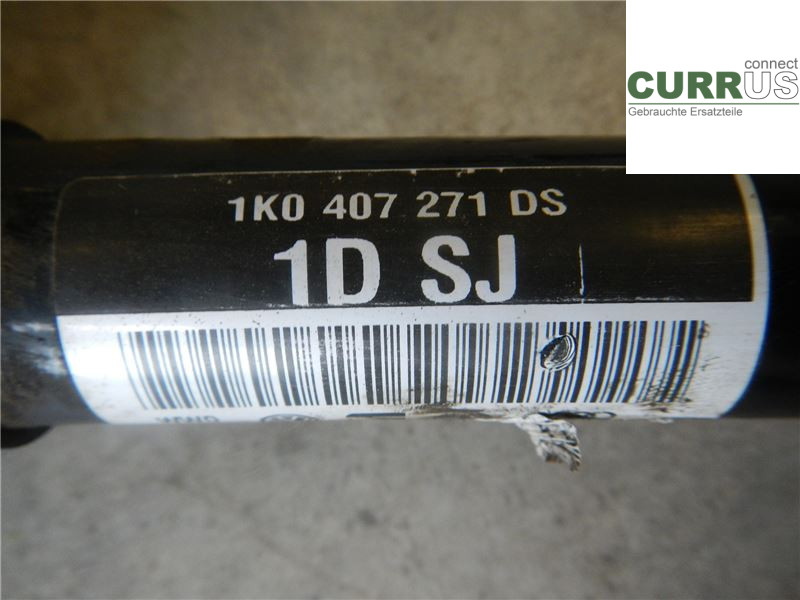 connect
CURRUS
Gebrauchte Ersatzteile
1K0 407 271 DS
1D SJ